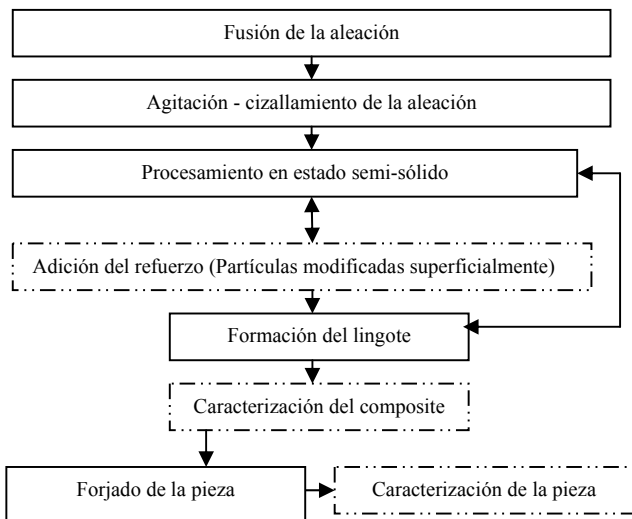 Fusión de la aleación
Agitación - cizallamiento de la aleación
Procesamiento en estado semi-sólido
Adición del refuerzo (Partículas modificadas superficialmente)
Formación del lingote
Caracterización del composite
Forjado de la pieza
Caracterización de la pieza